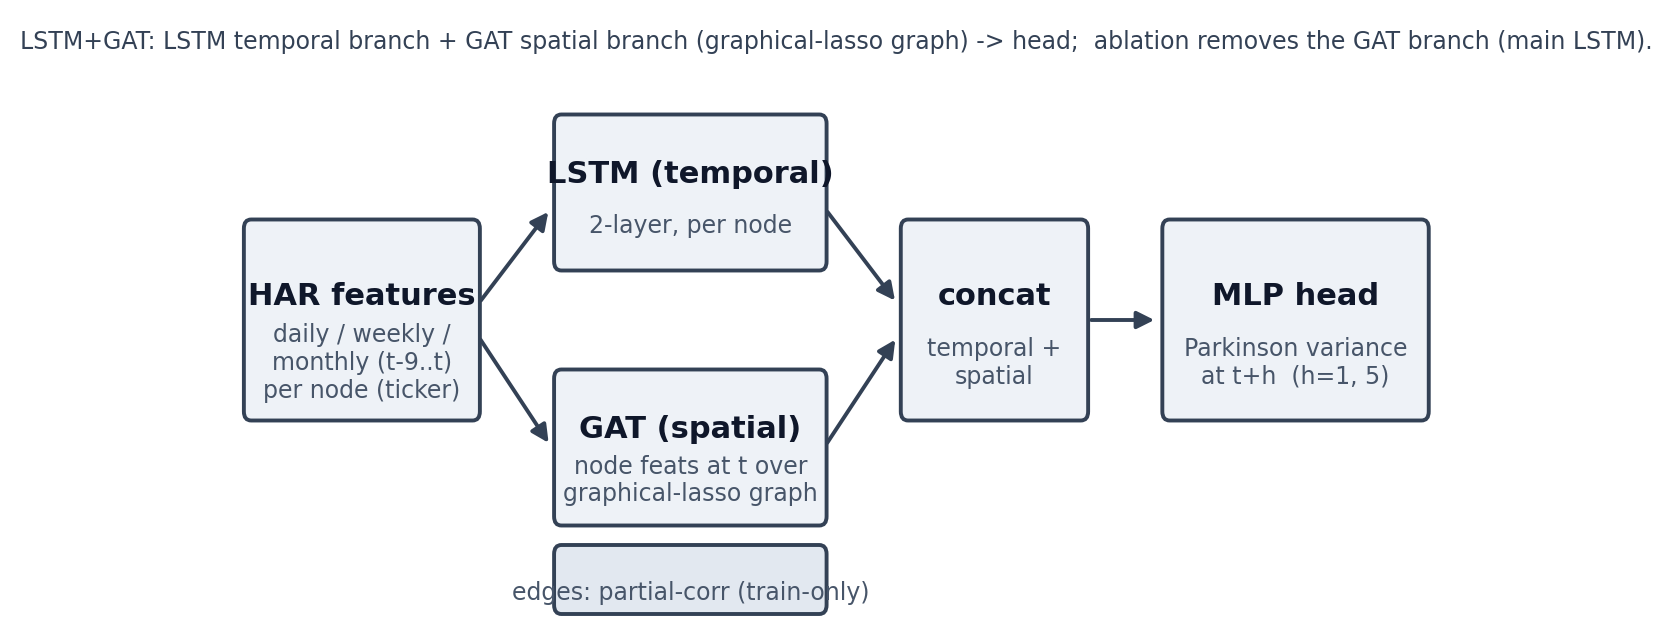 LSTM+GAT: LSTM temporal branch + GAT spatial branch (graphical-lasso graph) -> head;  ablation removes the GAT branch (main LSTM).
HAR features
daily / weekly /
monthly (t-9..t)
per node (ticker)
LSTM (temporal)
2-layer, per node
GAT (spatial)
node feats at t over
graphical-lasso graph
edges: partial-corr (train-only)
concat
temporal +
spatial
MLP head
Parkinson variance
at t+h  (h=1, 5)